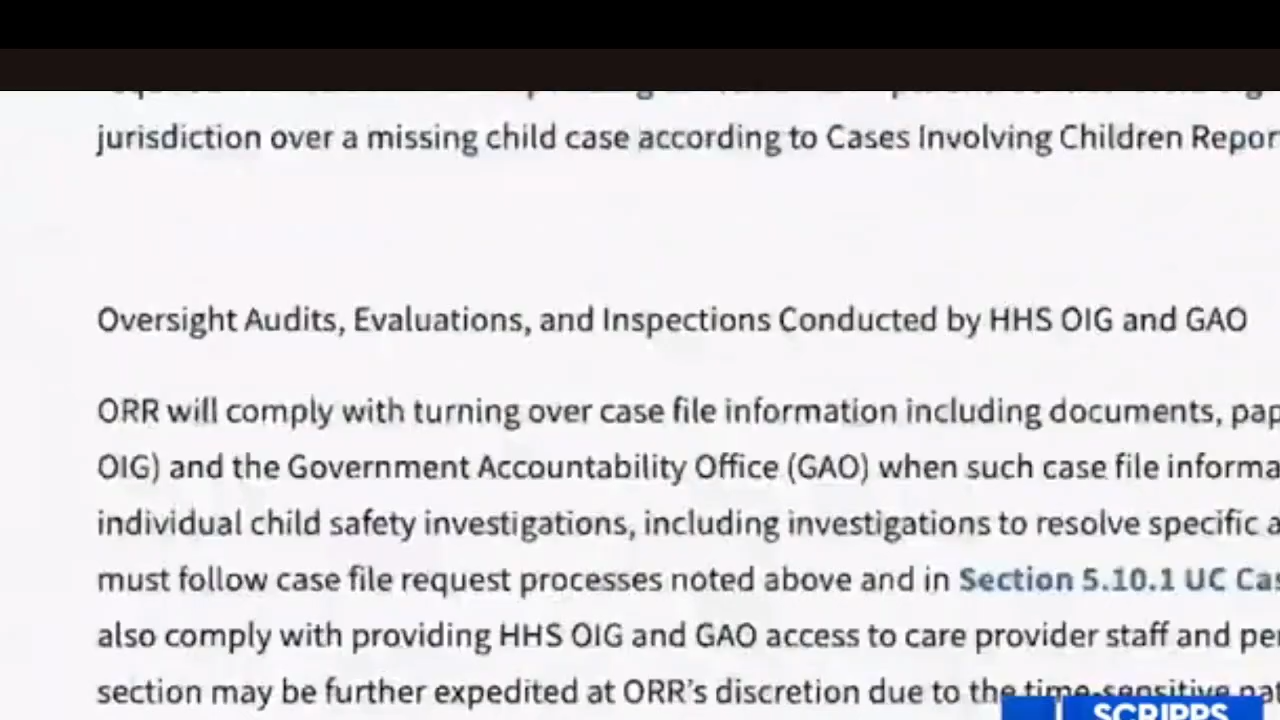 jurisdiction over a missing child case according to Cases Involving Children Repor
Oversight Audits, Evaluations, and Inspections Conducted by HHS OIG and GAO
ORR will comply with turning over case file information including documents, pap
OIG) and the Government Accountability Office (GAO) when such case file informa
individual child safety investigations, including investigations to resolve specific a
must follow case file request processes noted above and in Section 5.10.1 UC Cas
also comply with providing HHS OIG and GAO access to care provider staff and per
section may be further expedited at ORR's discretion due to the time-sensitive nat
SCRIPPS